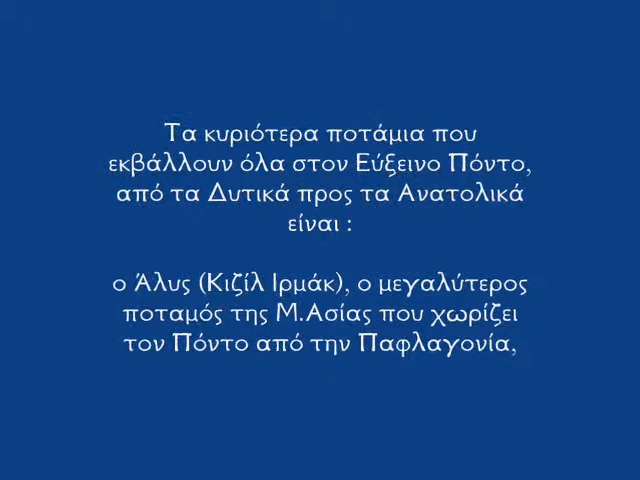 Τα κυριότερα ποτάμια που
εκβάλλουν όλα στον Εύξεινο Πόντο,
από τα Δυτικά προς τα Ανατολικά
είναι :
ο Άλυς (Κιζίλ Ιρμάκ), ο μεγαλύτερος
ποταμός της Μ.Ασίας που χωρίζει
τον Πόντο από την Παφλαγονία,